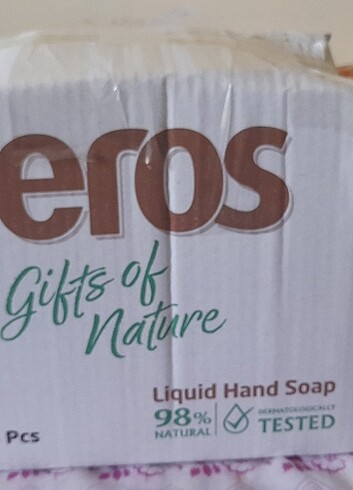 eros
Gifts of
Nature
Liquid Hand Soap
98% NATURAL
DERMATOLOGICALLY TESTED
Pcs